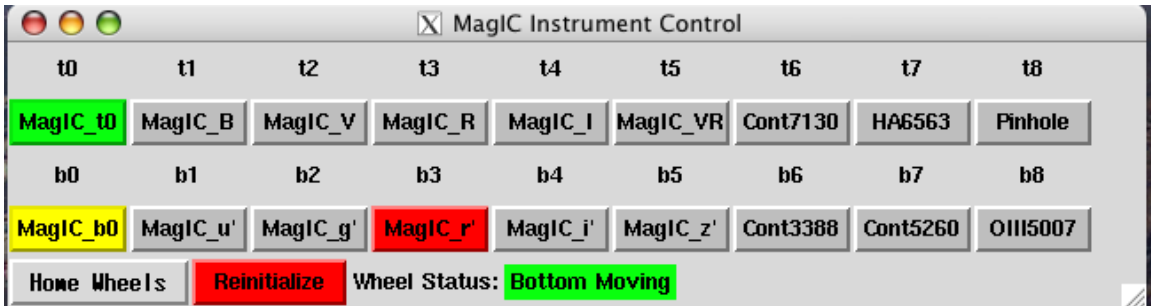 MagIC Instrument Control
t0 t1 t2 t3 t4 t5 t6 t7 t8
MagIC_t0 MagIC_B MagIC_V MagIC_R MagIC_I MagIC_VR Cont7130 HA6563 Pinhole
b0 b1 b2 b3 b4 b5 b6 b7 b8
MagIC_b0 MagIC_u' MagIC_g' MagIC_r' MagIC_i' MagIC_z' Cont3388 Cont5260 OIII5007
Home Wheels Reinitialize Wheel Status: Bottom Moving